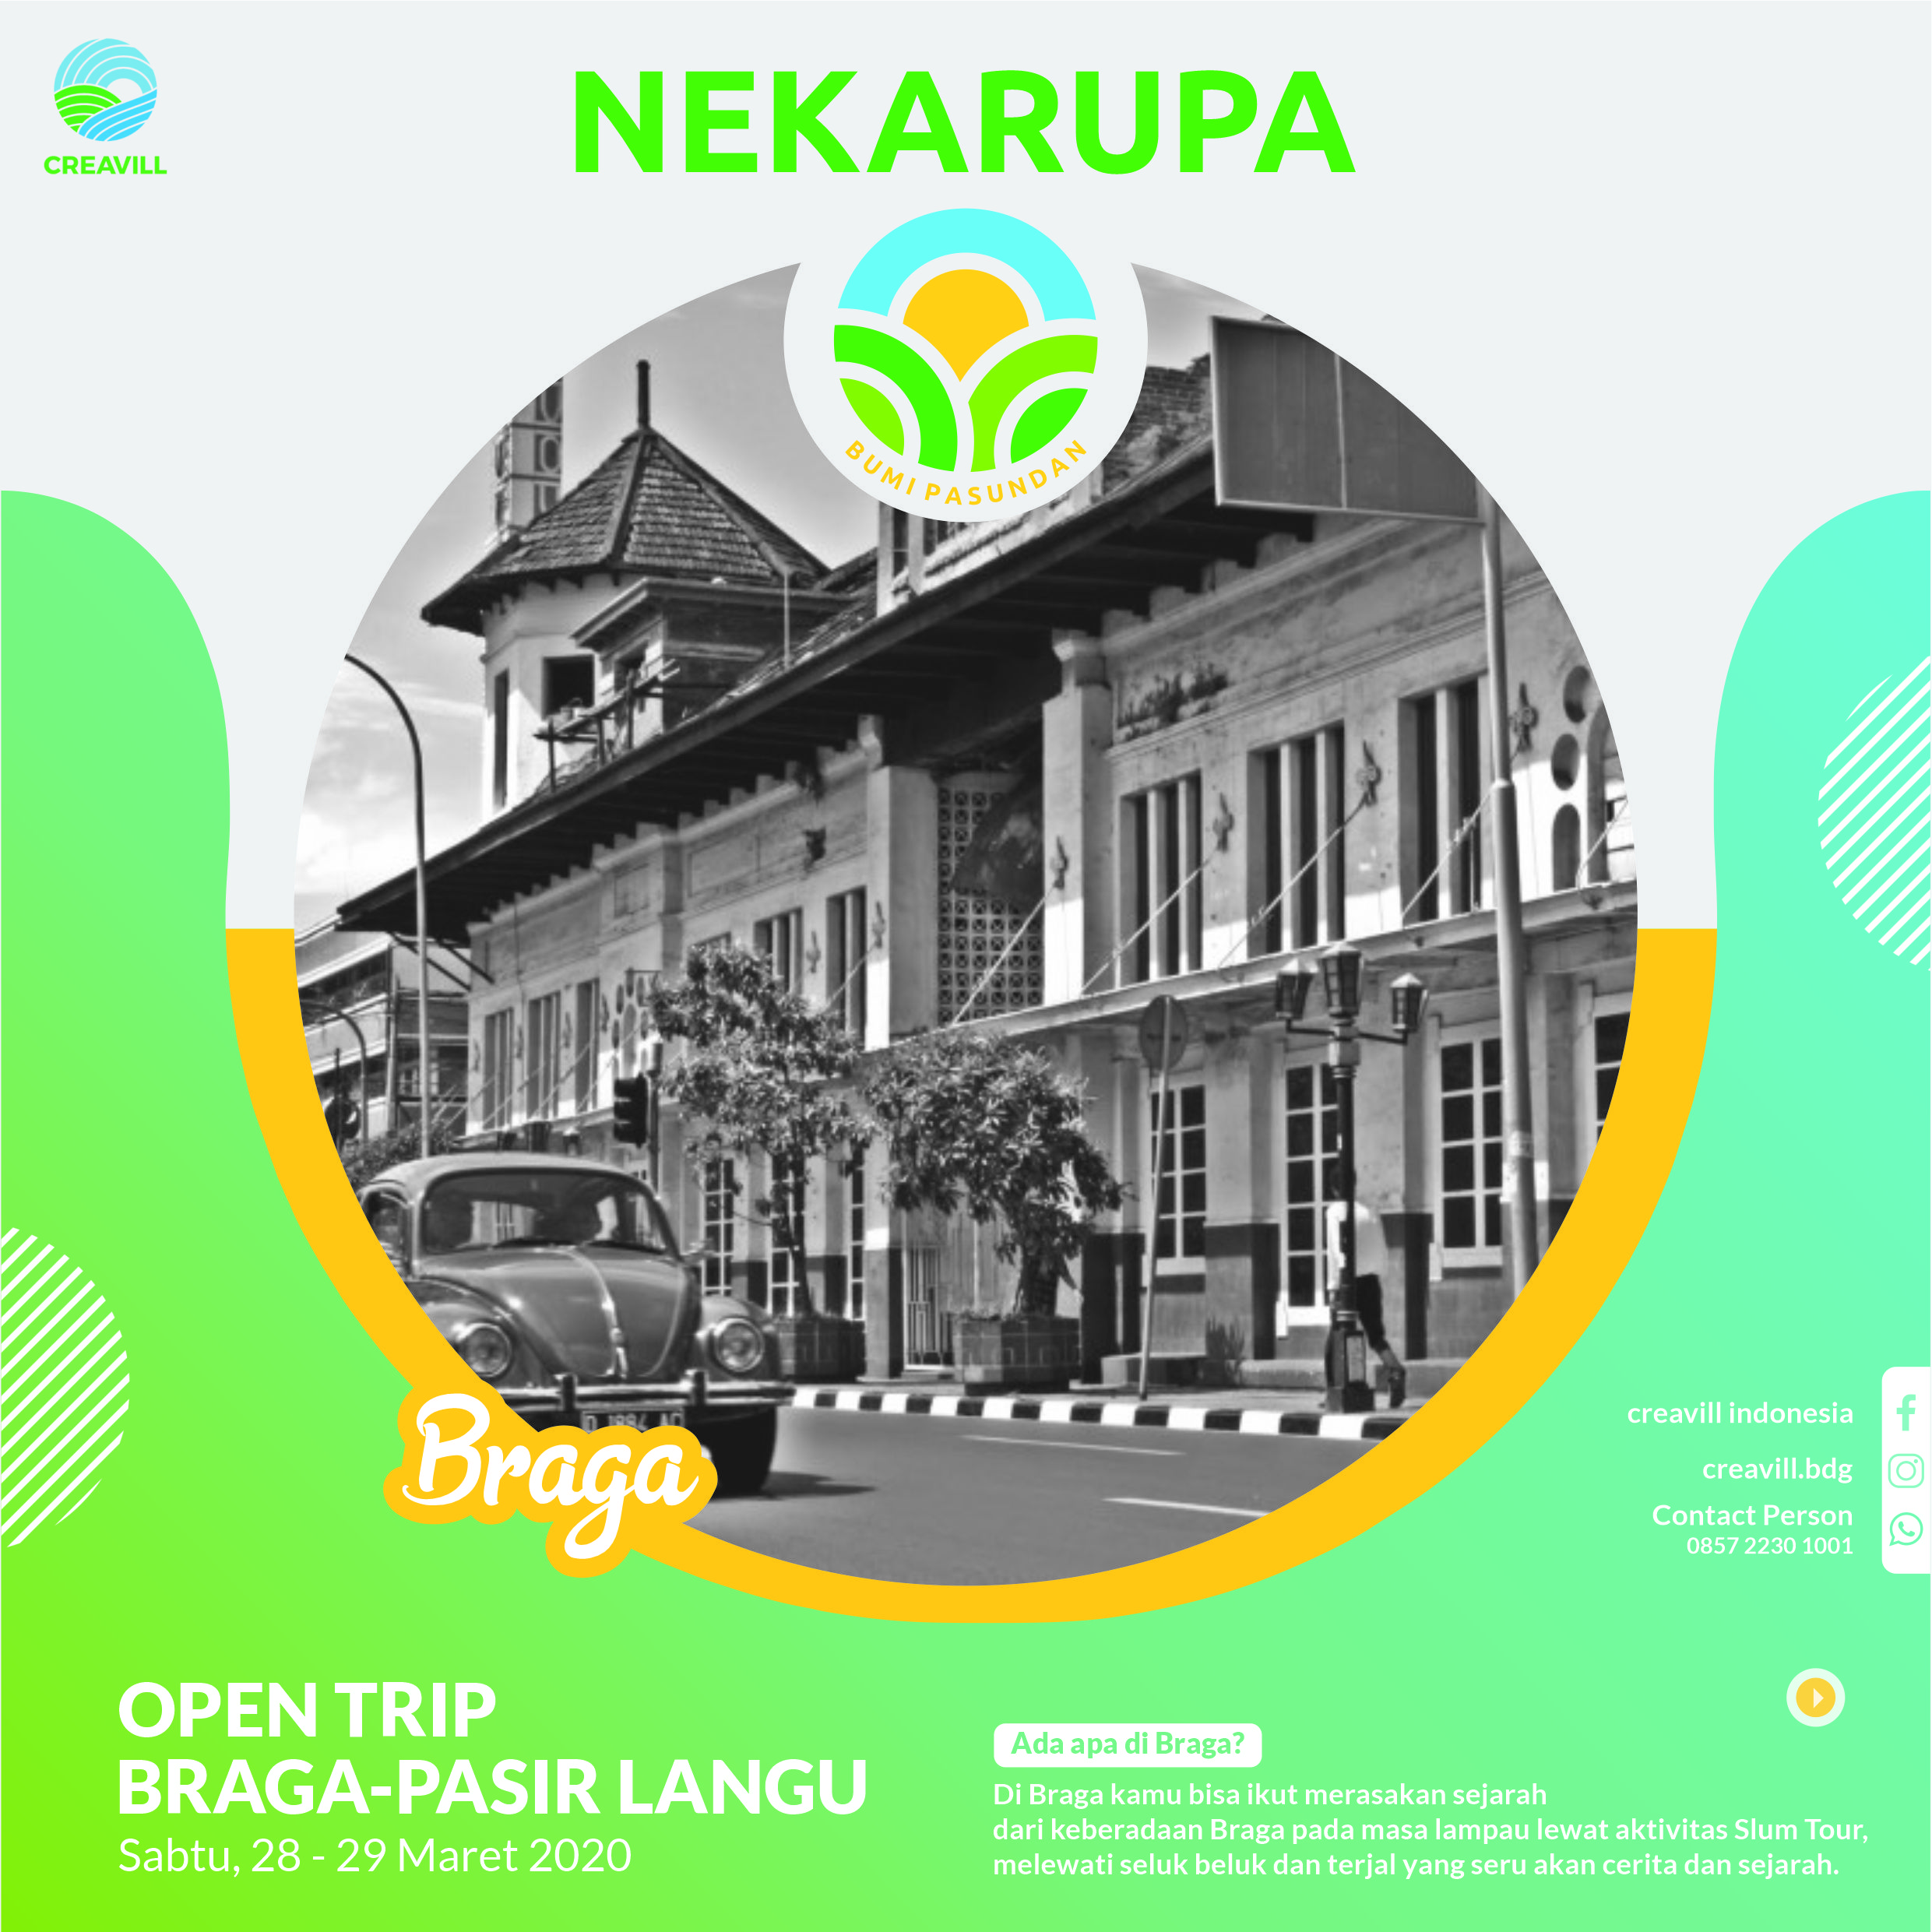 CREAVILL
NEKARUPA
BUMI PASUNDAN
Braga
creavill indonesia
creavill.bdg
Contact Person
0857 2230 1001
OPEN TRIP
BRAGA-PASIR LANGU
Sabtu, 28 - 29 Maret 2020
Ada apa di Braga?
Di Braga kamu bisa ikut merasakan sejarah
dari keberadaan Braga pada masa lampau lewat aktivitas Slum Tour,
melewati seluk beluk dan terjal yang seru akan cerita dan sejarah.